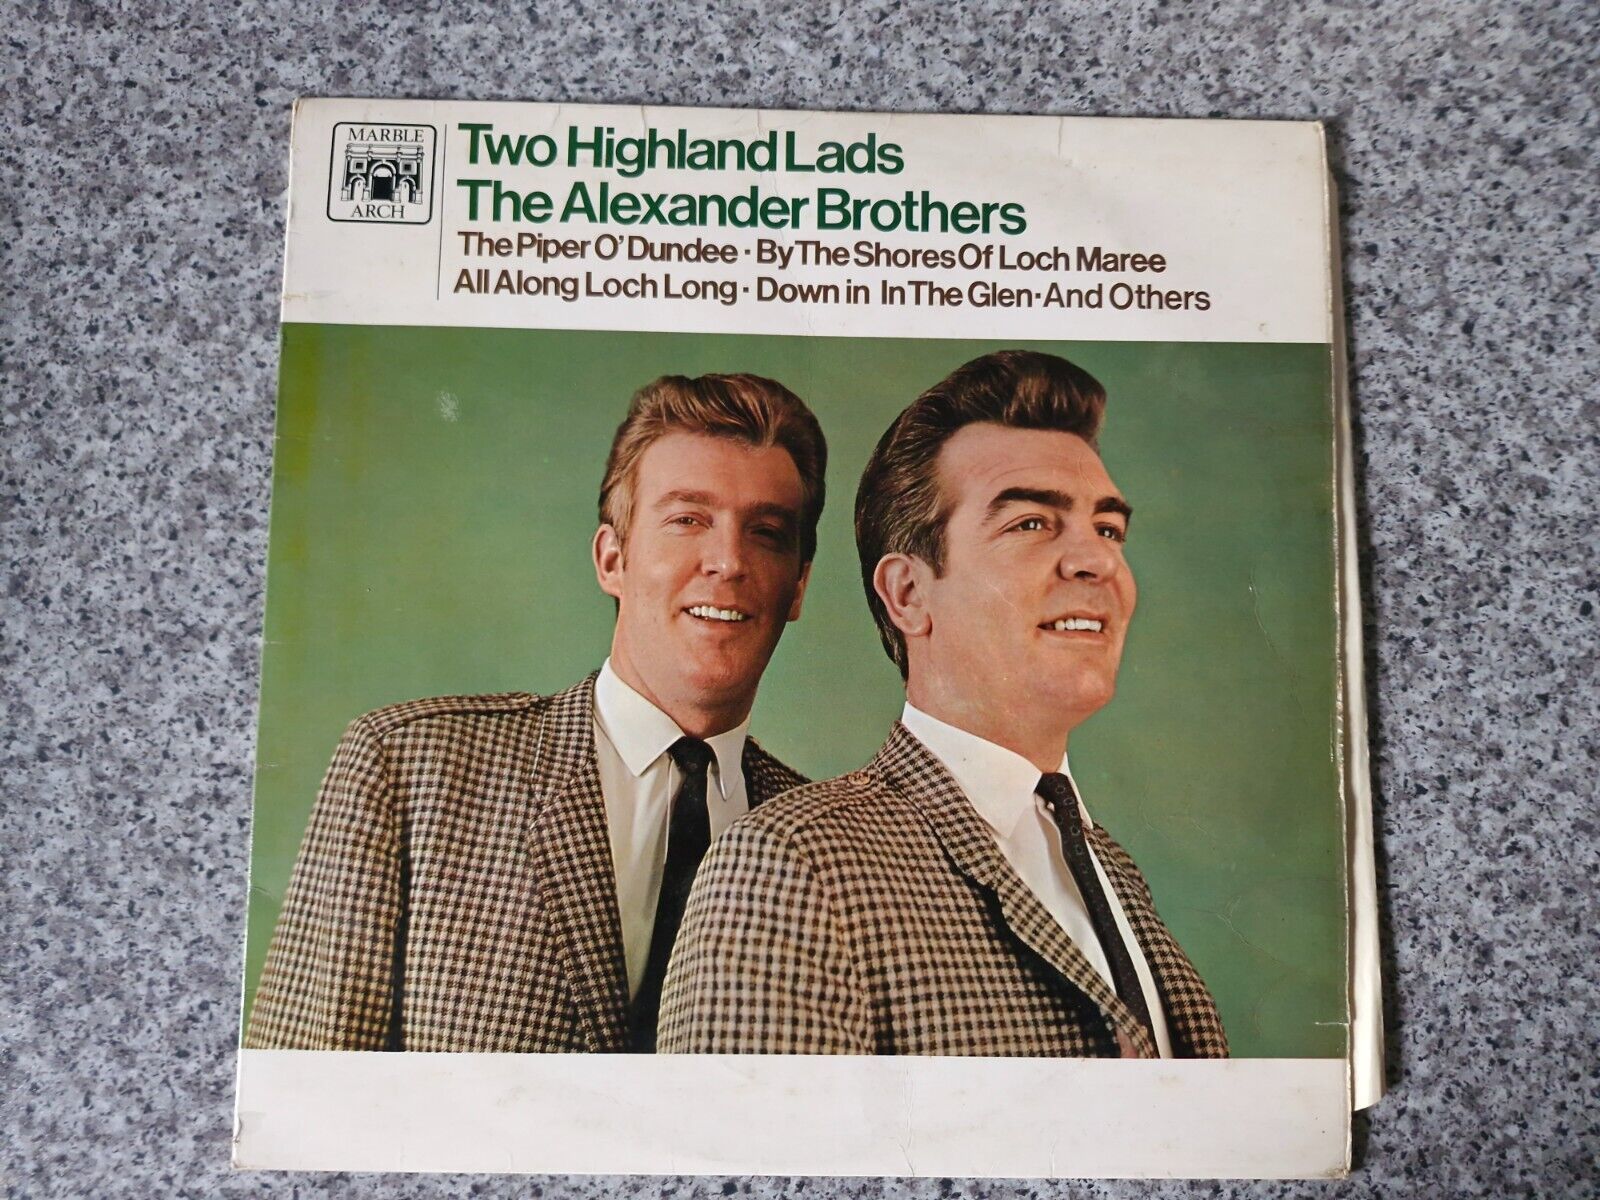 MARBLE
ARCH
Two Highland Lads
The Alexander Brothers
The Piper O' Dundee · By The Shores Of Loch Maree
All Along Loch Long · Down in In The Glen · And Others